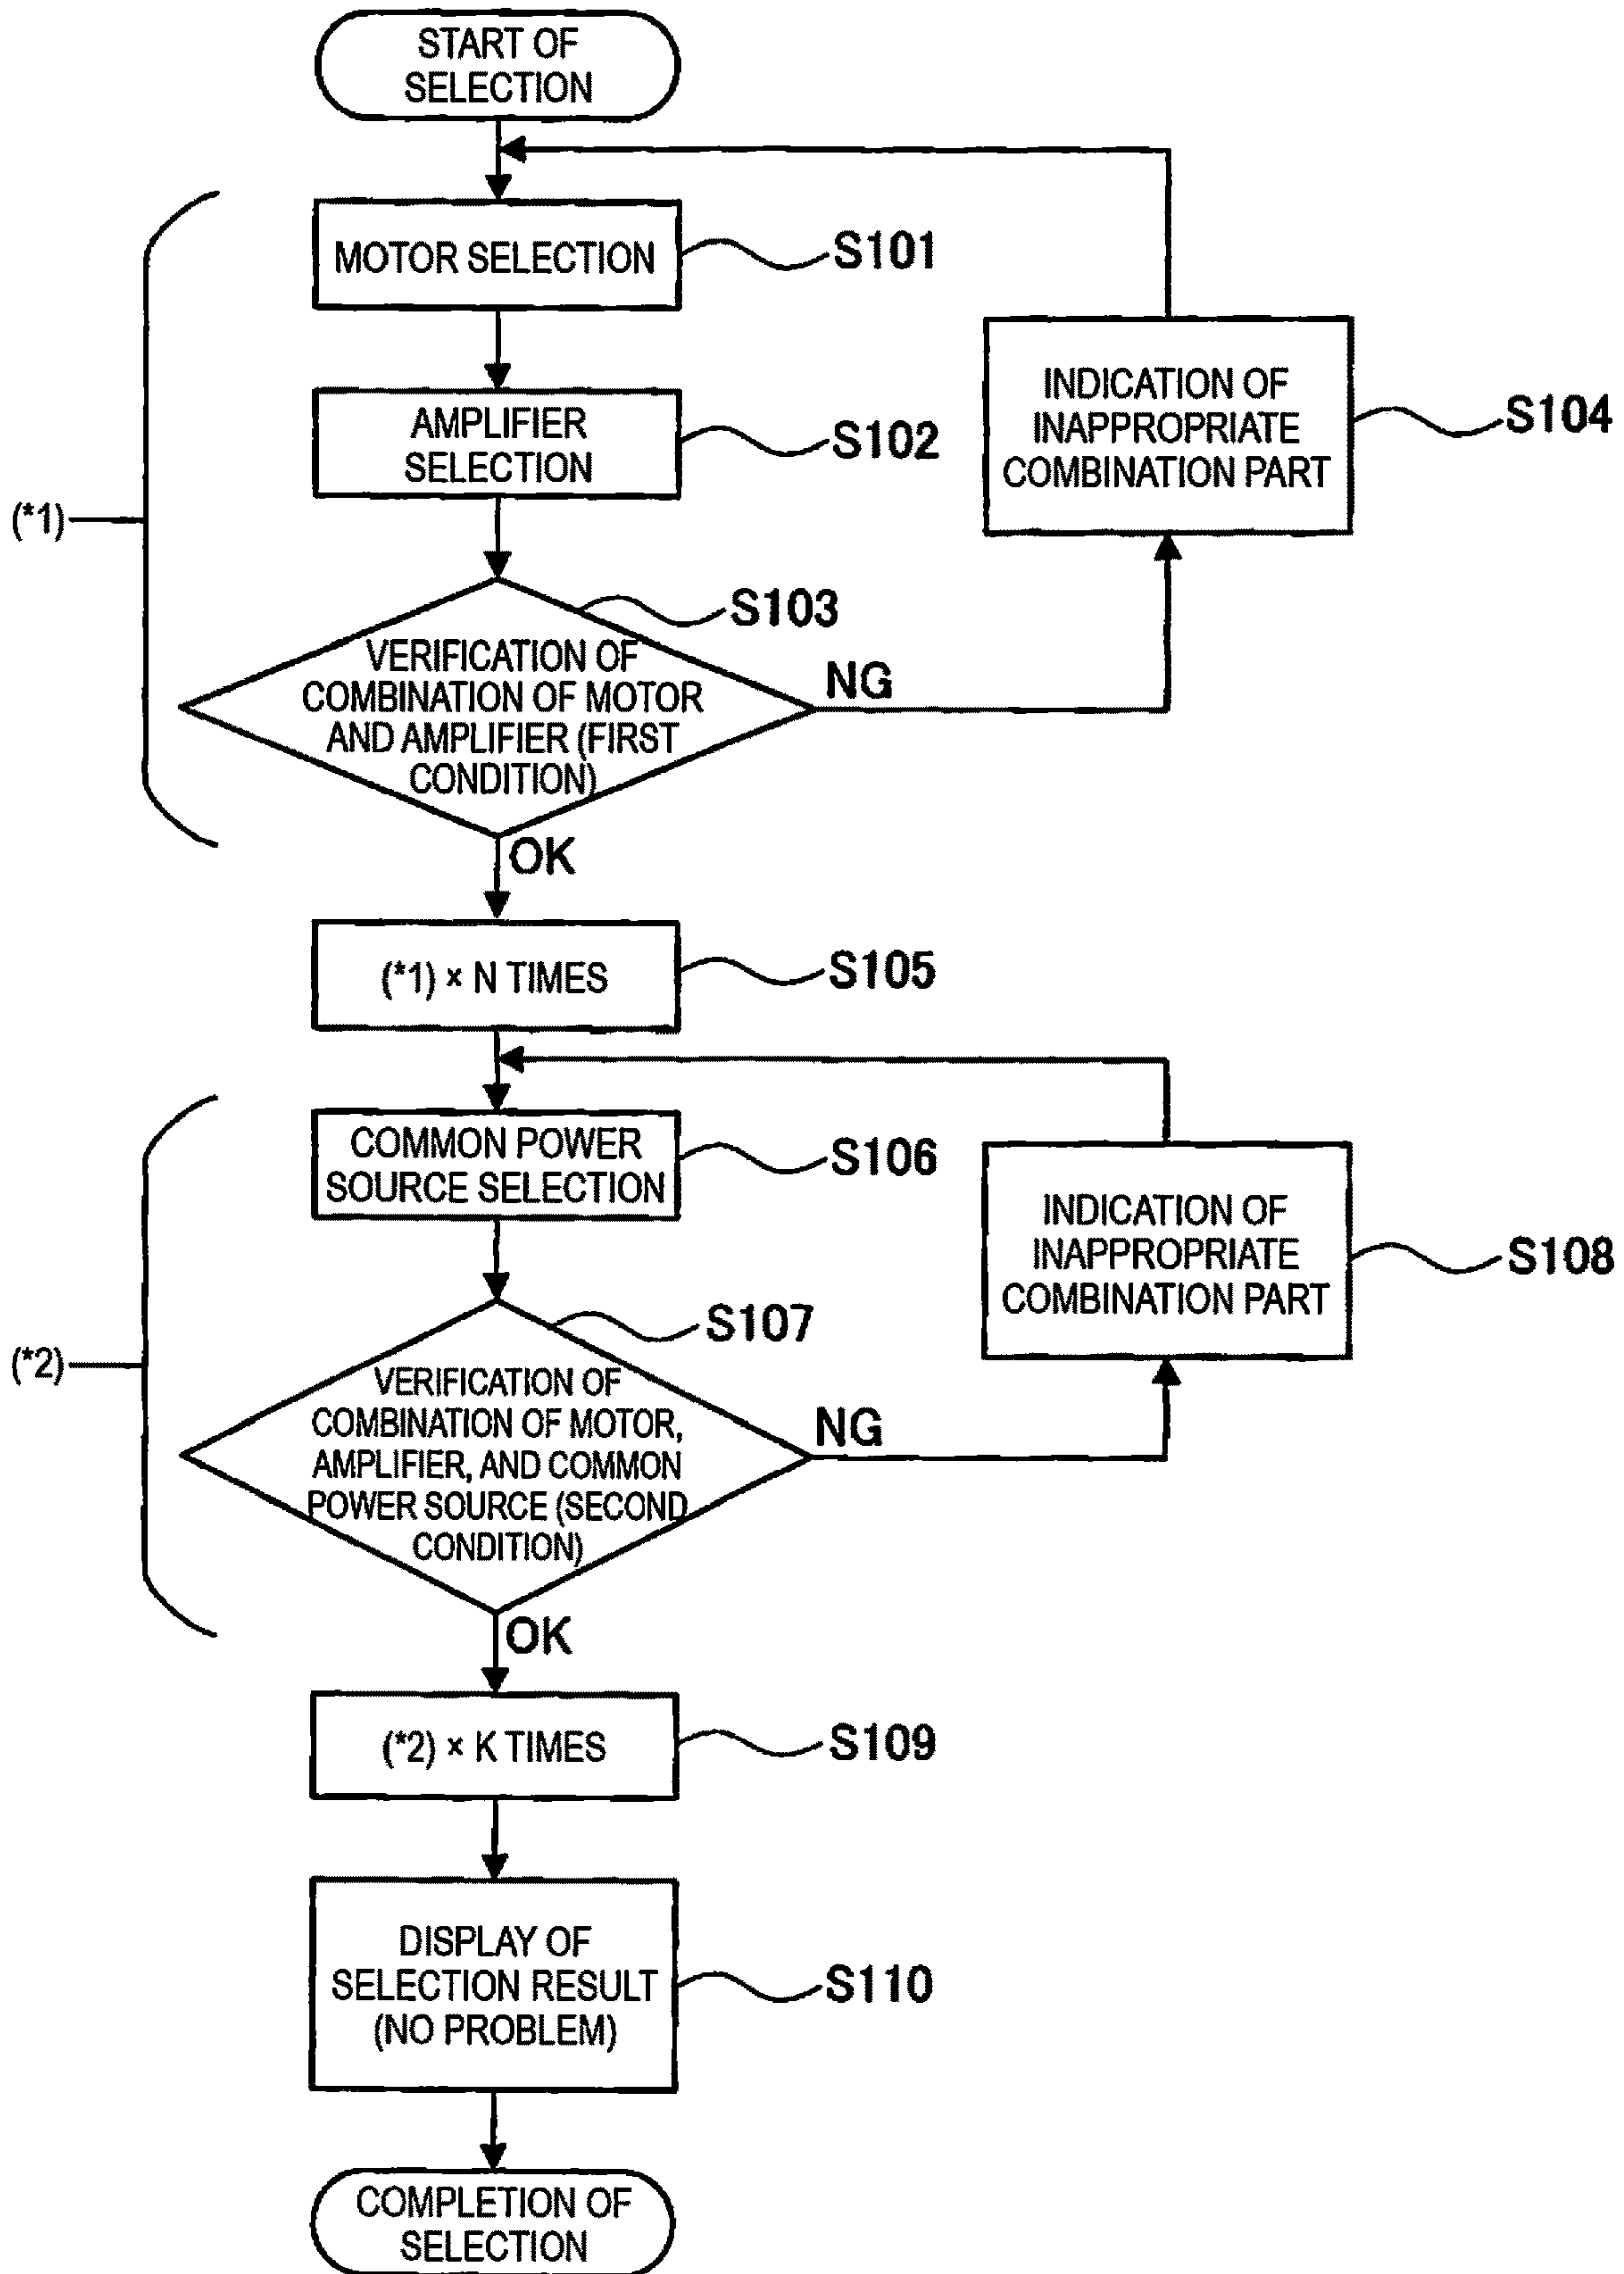 START OF
SELECTION
MOTOR SELECTION
S101
AMPLIFIER
SELECTION
S102
INDICATION OF
INAPPROPRIATE
COMBINATION PART
S104
(*1)
S103
VERIFICATION OF
COMBINATION OF MOTOR
AND AMPLIFIER (FIRST
CONDITION)
NG
OK
(*1) × N TIMES
S105
COMMON POWER
SOURCE SELECTION
S106
INDICATION OF
INAPPROPRIATE
COMBINATION PART
S108
(*2)
S107
VERIFICATION OF
COMBINATION OF MOTOR,
AMPLIFIER, AND COMMON
POWER SOURCE (SECOND
CONDITION)
NG
OK
(*2) × K TIMES
S109
DISPLAY OF
SELECTION RESULT
(NO PROBLEM)
S110
COMPLETION OF
SELECTION